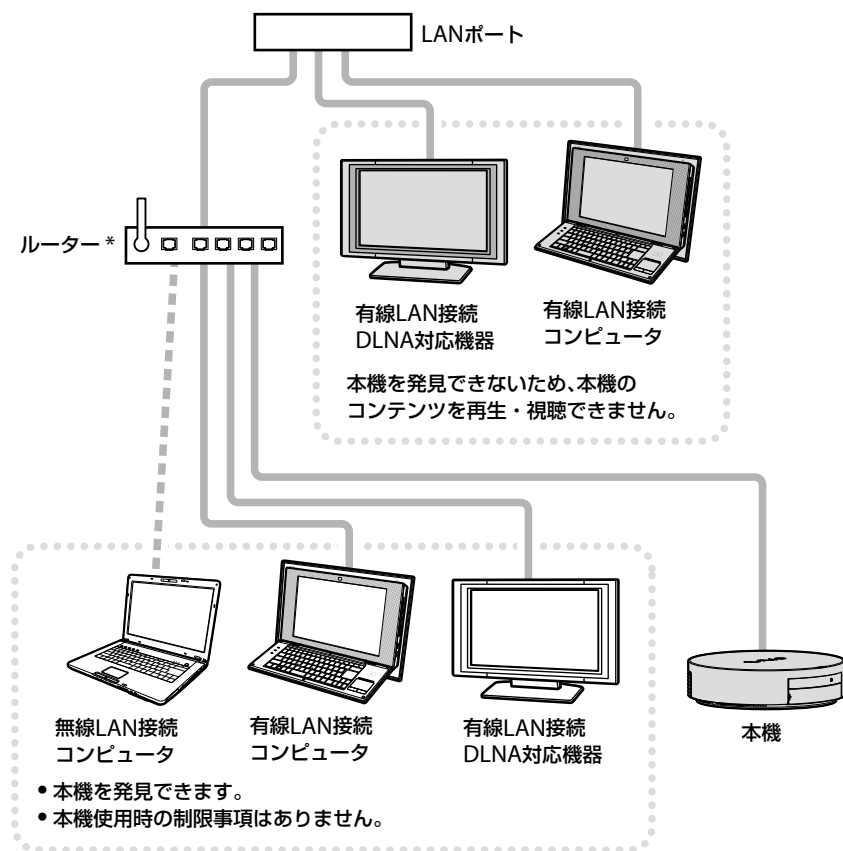 LANポート
ルーター*
有線LAN接続
DLNA対応機器
有線LAN接続
コンピュータ
本機を発見できないため、本機の
コンテンツを再生・視聴できません。
無線LAN接続
コンピュータ
有線LAN接続
コンピュータ
有線LAN接続
DLNA対応機器
VAIO
本機
• 本機を発見できます。
• 本機使用時の制限事項はありません。